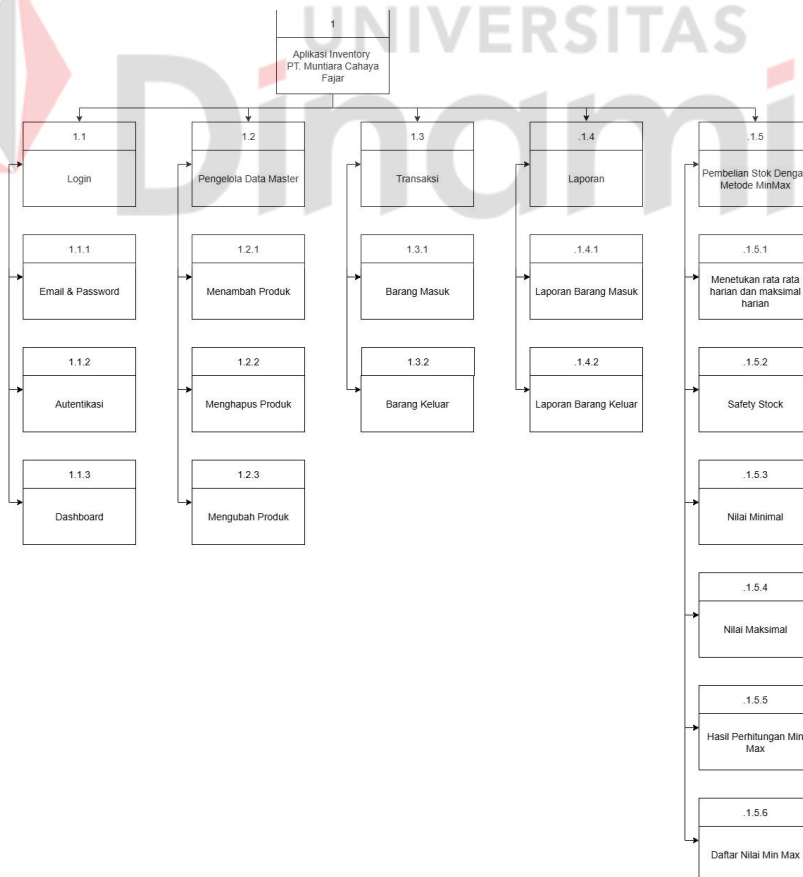 UNIVERSITAS
Dinami
1
Aplikasi Inventory
PT. Muntiara Cahaya
Fajar
1.1
Login
1.2
Pengelola Data Master
1.3
Transaksi
.1.4
Laporan
.1.5
Pembelian Stok Denga
Metode MinMax
1.1.1
Email & Password
1.2.1
Menambah Produk
1.3.1
Barang Masuk
.1.4.1
Laporan Barang Masuk
.1.5.1
Menetukan rata rata
harian dan maksimal
harian
1.1.2
Autentikasi
1.2.2
Menghapus Produk
1.3.2
Barang Keluar
.1.4.2
Laporan Barang Keluar
.1.5.2
Safety Stock
1.1.3
Dashboard
1.2.3
Mengubah Produk
.1.5.3
Nilai Minimal
.1.5.4
Nilai Maksimal
.1.5.5
Hasil Perhitungan Min
Max
.1.5.6
Daftar Nilai Min Max